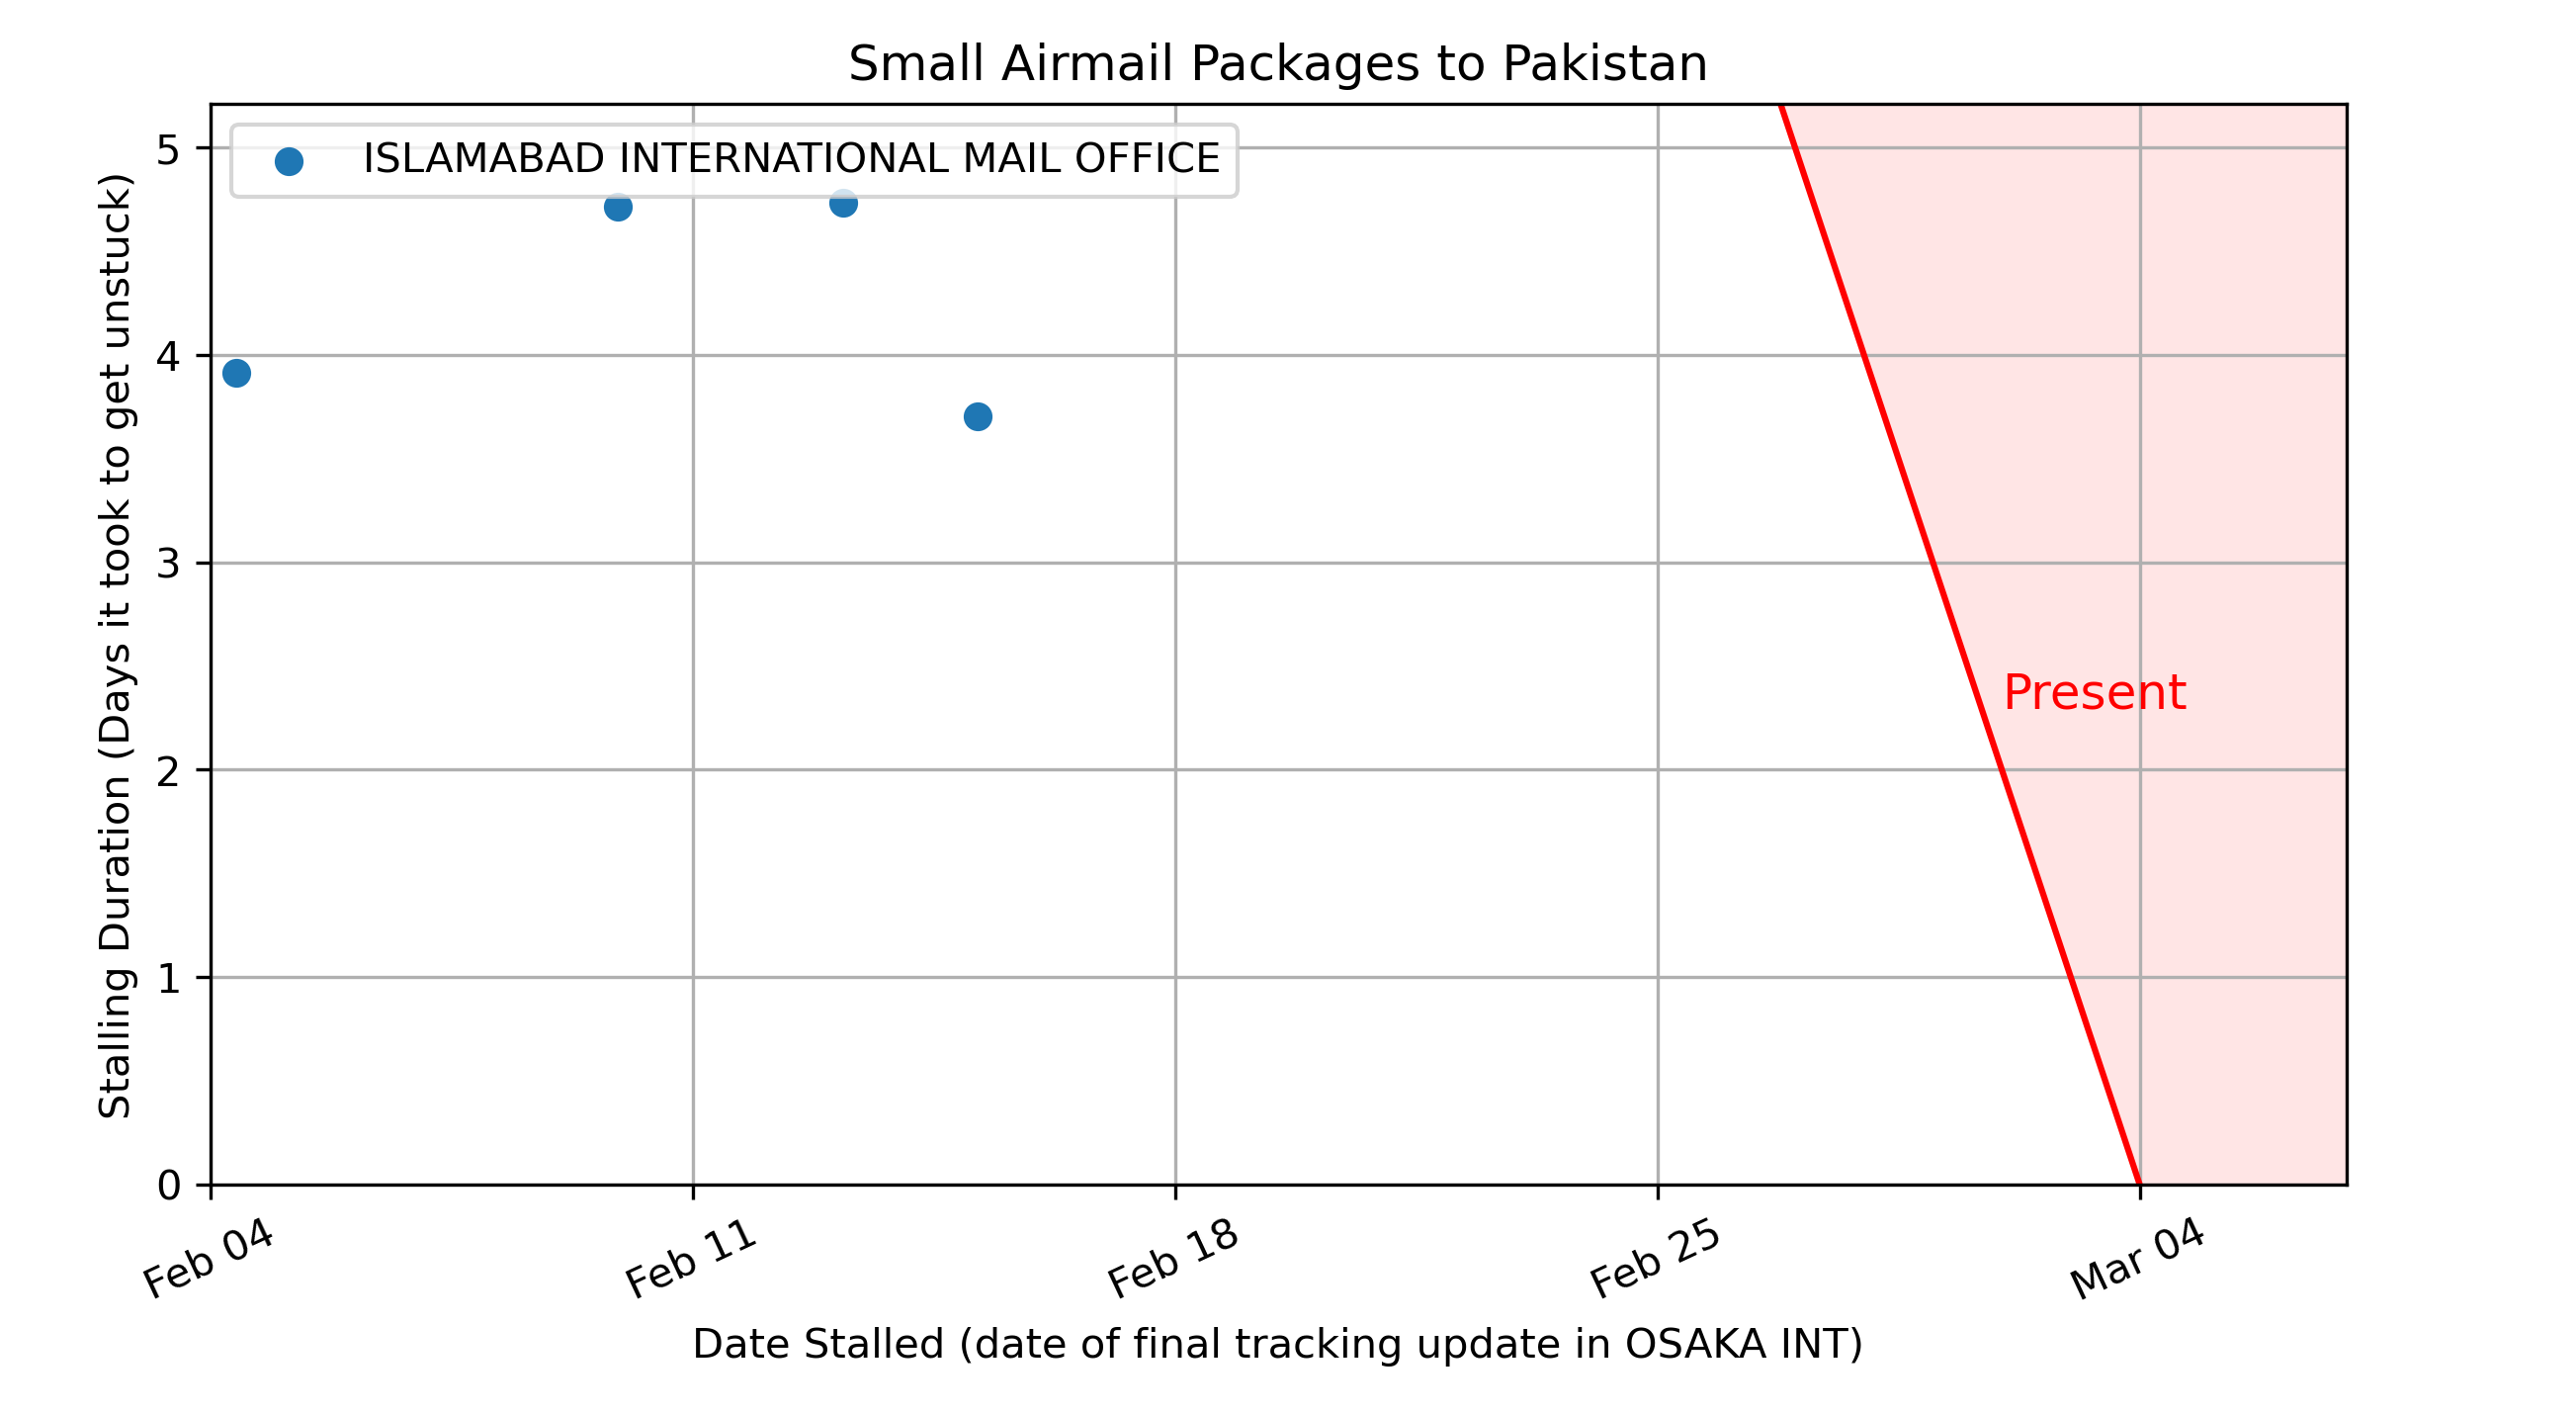 Small Airmail Packages to Pakistan
ISLAMABAD INTERNATIONAL MAIL OFFICE
Stalling Duration (Days it took to get unstuck)
5
4
3
2
1
0
Present
Feb 04
Feb 11
Feb 18
Feb 25
Mar 04
Date Stalled (date of final tracking update in OSAKA INT)